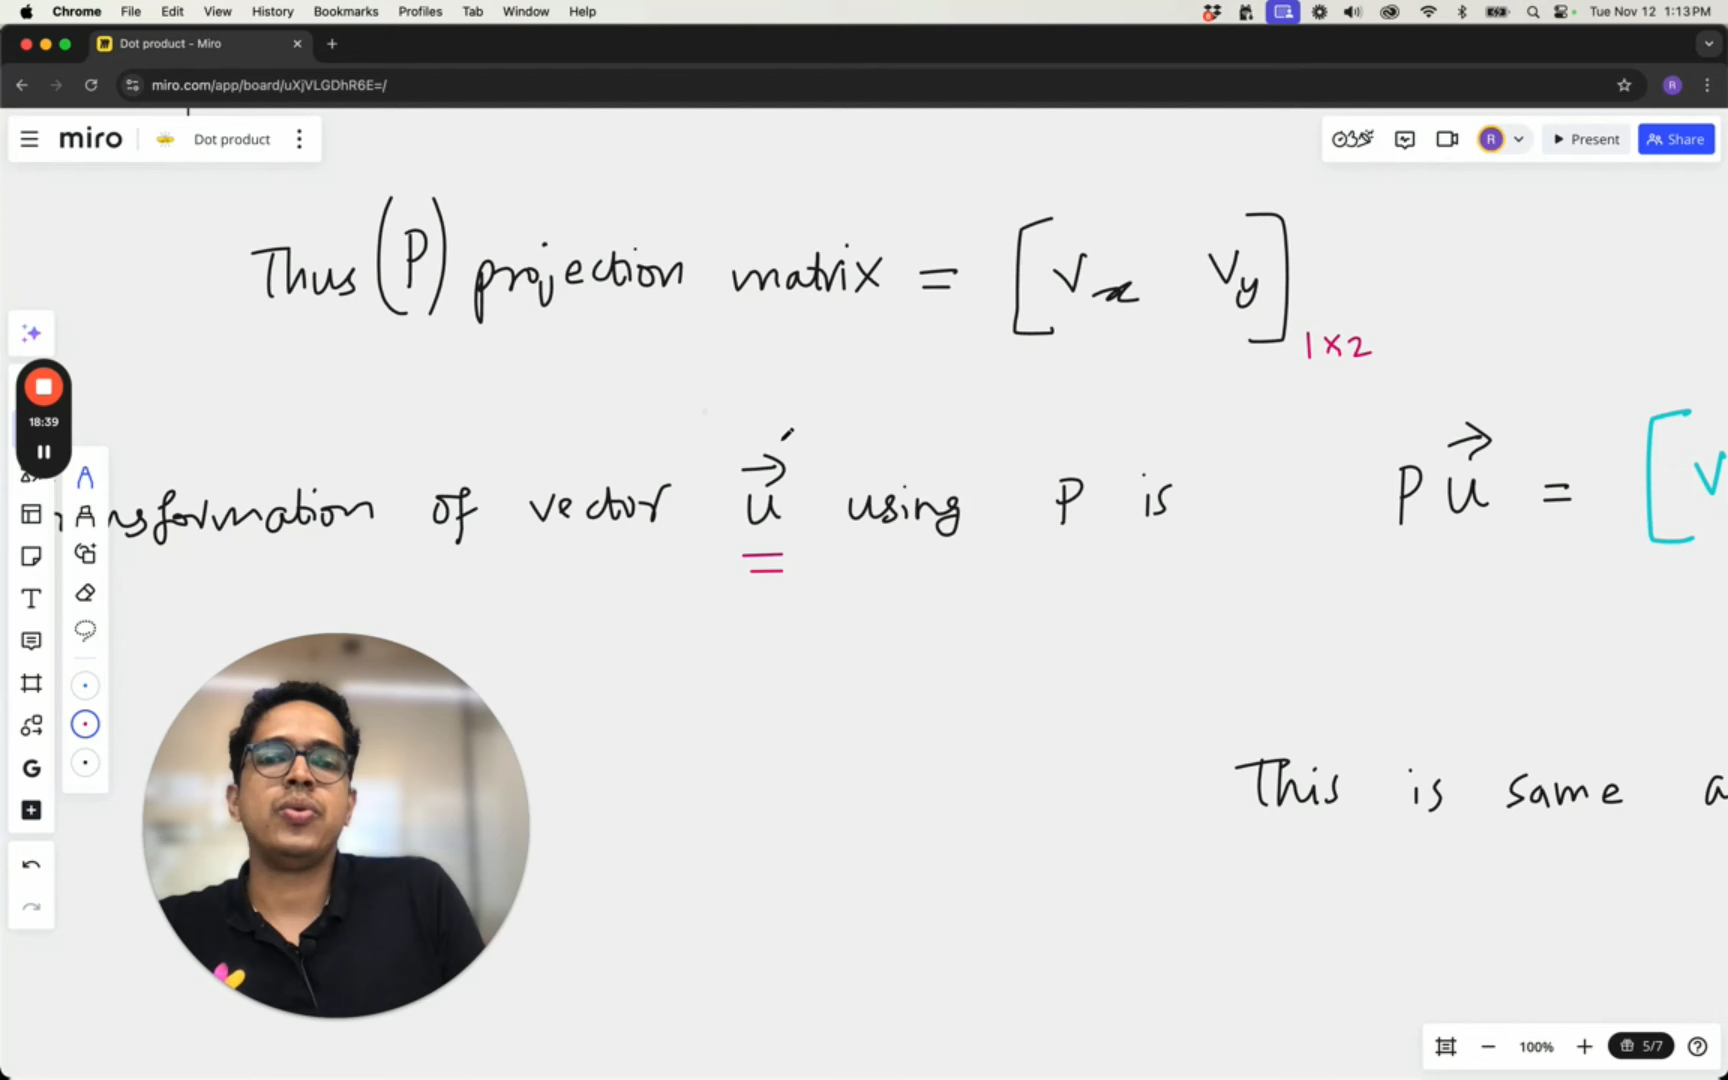 Chrome File Edit View History Bookmarks Profiles Tab Window Help Tue Nov 12 1:13 PM
Dot product - Miro
miro.com/app/board/uXjVLGDhR6E=/ R
miro Dot product R Present Share
Thus (P) projection matrix = [Vx Vy] 1×2
18:39
nsformation of vector u⃗ using P is P u⃗ = [V
This is same a
100% 5/7